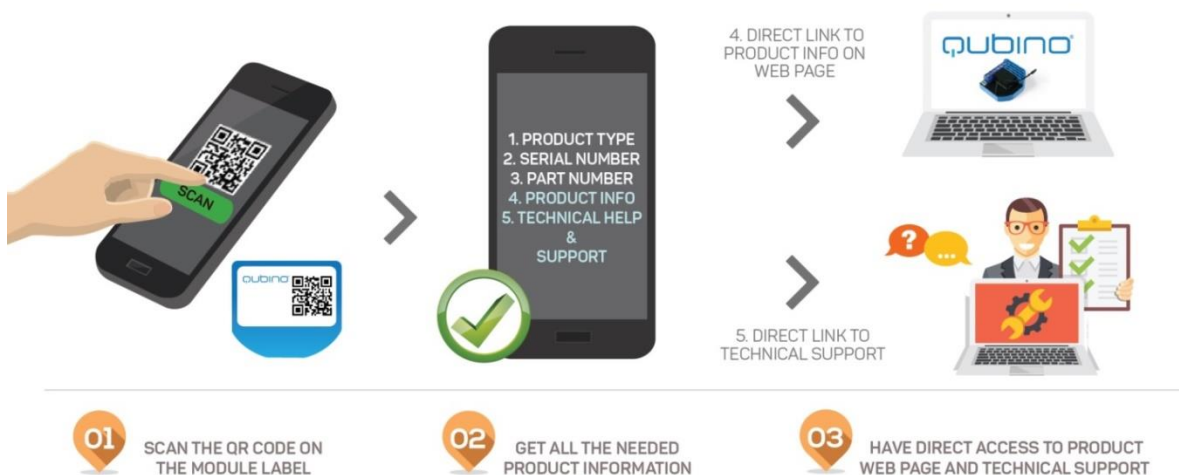 SCAN
QUBINO
1. PRODUCT TYPE
2. SERIAL NUMBER
3. PART NUMBER
4. PRODUCT INFO
5. TECHNICAL HELP
&
SUPPORT
4. DIRECT LINK TO
PRODUCT INFO ON
WEB PAGE
QUBINO
?
...
5. DIRECT LINK TO
TECHNICAL SUPPORT
01
SCAN THE QR CODE ON
THE MODULE LABEL
02
GET ALL THE NEEDED
PRODUCT INFORMATION
03
HAVE DIRECT ACCESS TO PRODUCT
WEB PAGE AND TECHNICAL SUPPORT